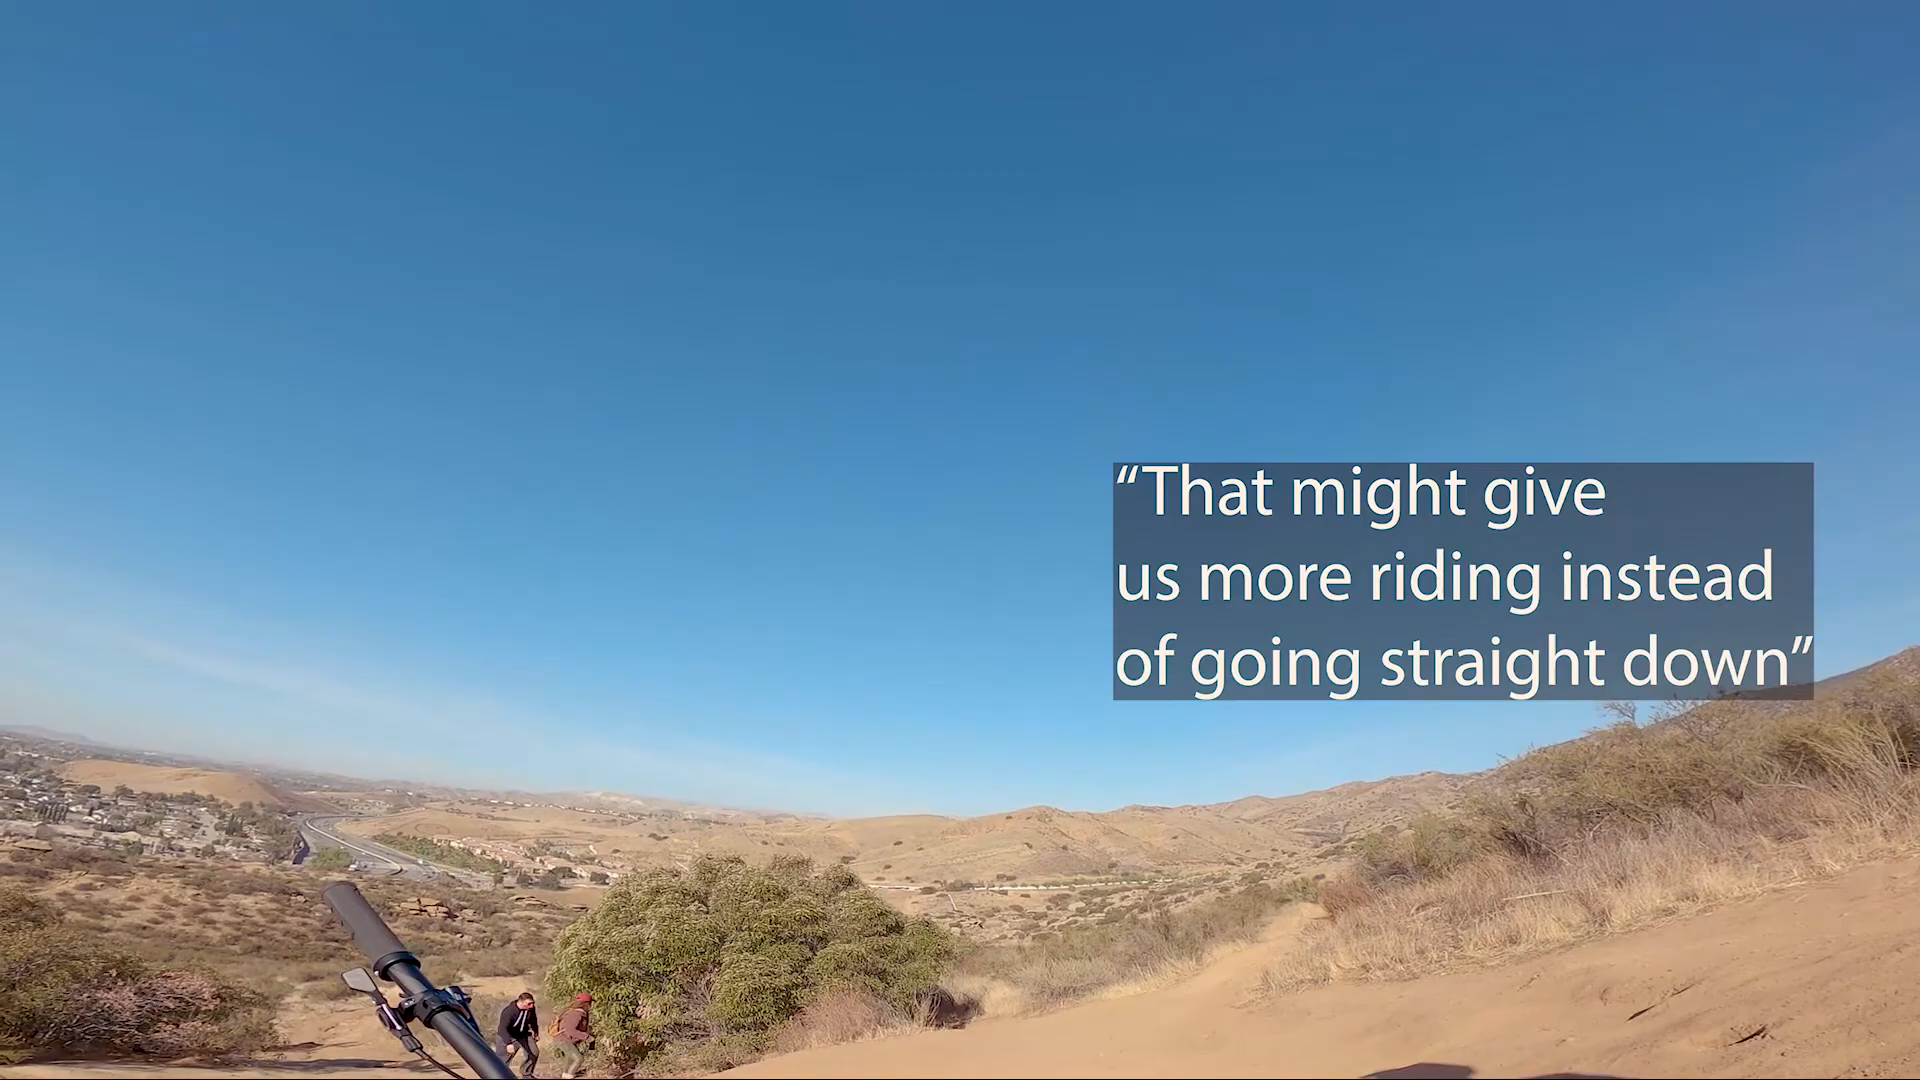 “That might give
us more riding instead
of going straight down”